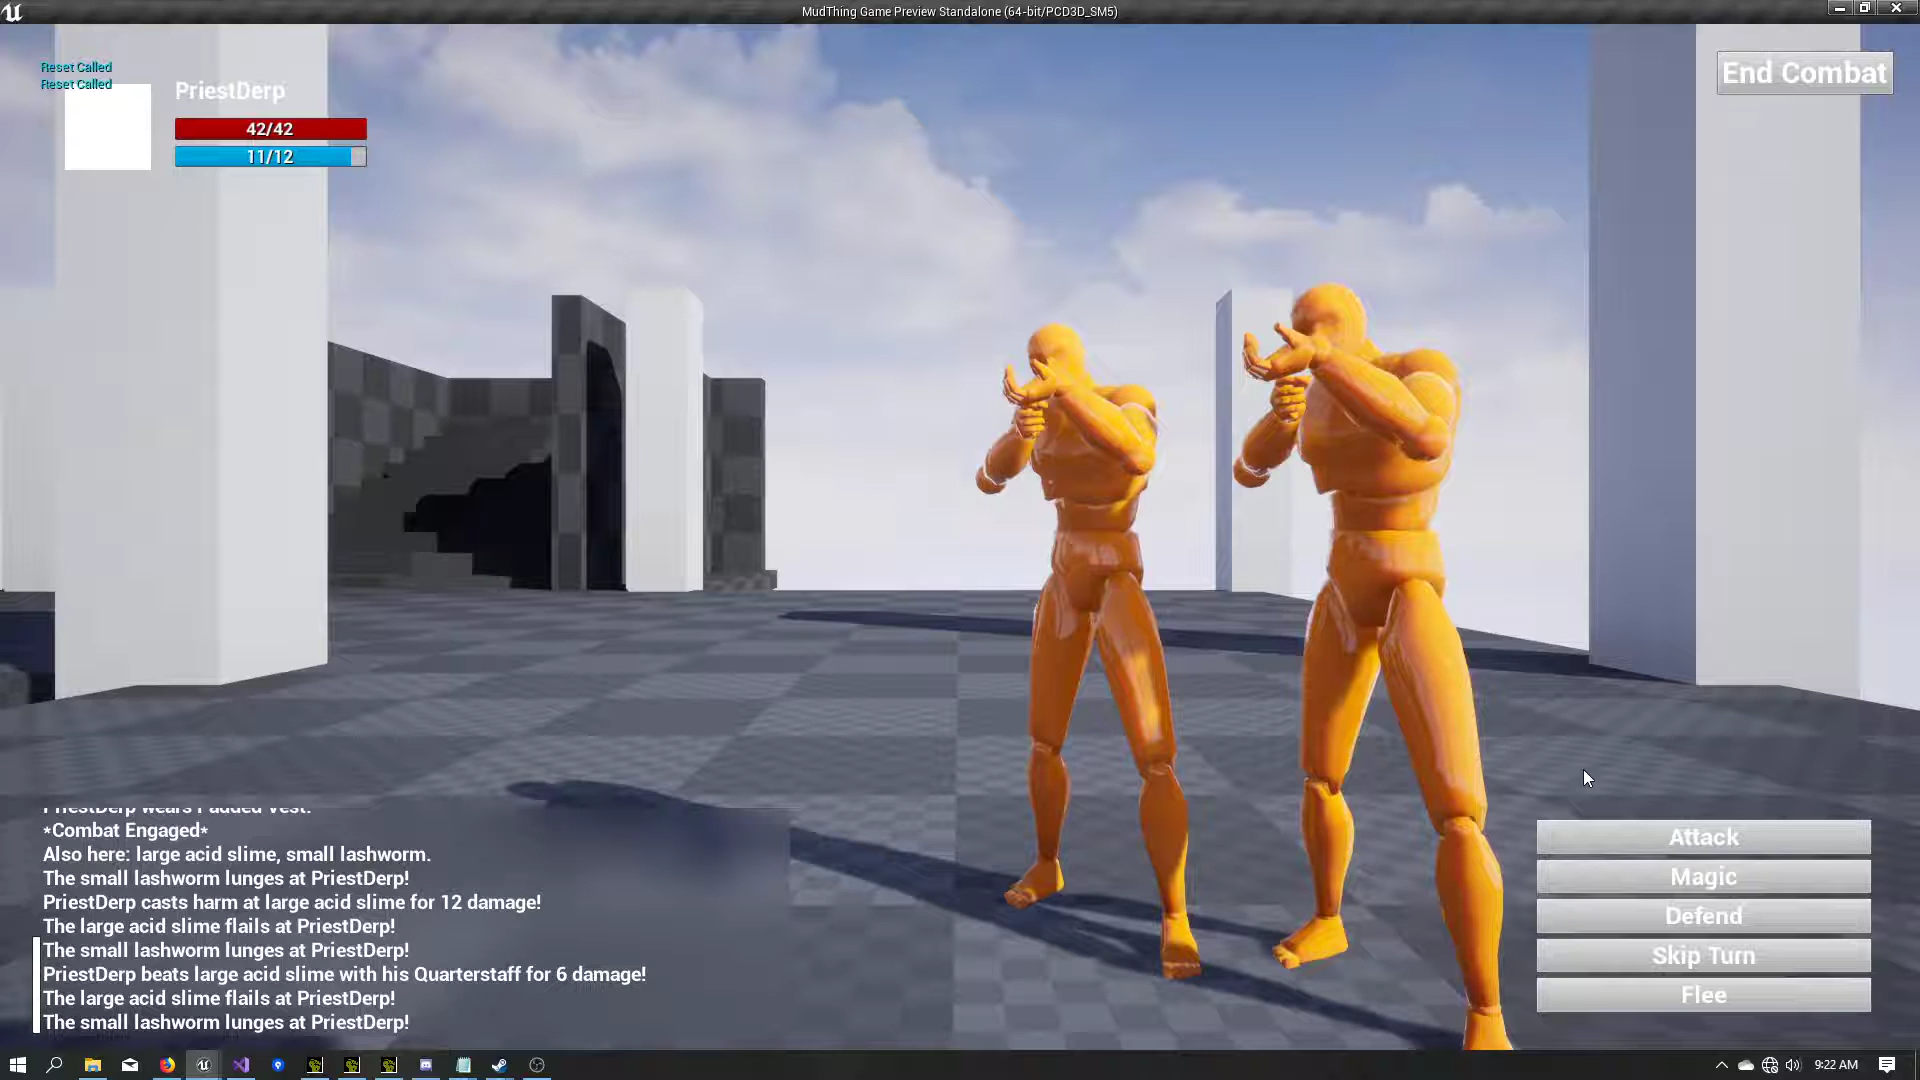 MudThing Game Preview Standalone (64-bit/PCD3D_SM5)
Reset Called
Reset Called
PriestDerp
42/42
11/12
End Combat
PriestDerp wears Padded Vest.
*Combat Engaged*
Also here: large acid slime, small lashworm.
The small lashworm lunges at PriestDerp!
PriestDerp casts harm at large acid slime for 12 damage!
The large acid slime flails at PriestDerp!
The small lashworm lunges at PriestDerp!
PriestDerp beats large acid slime with his Quarterstaff for 6 damage!
The large acid slime flails at PriestDerp!
The small lashworm lunges at PriestDerp!
Attack
Magic
Defend
Skip Turn
Flee
9:22 AM